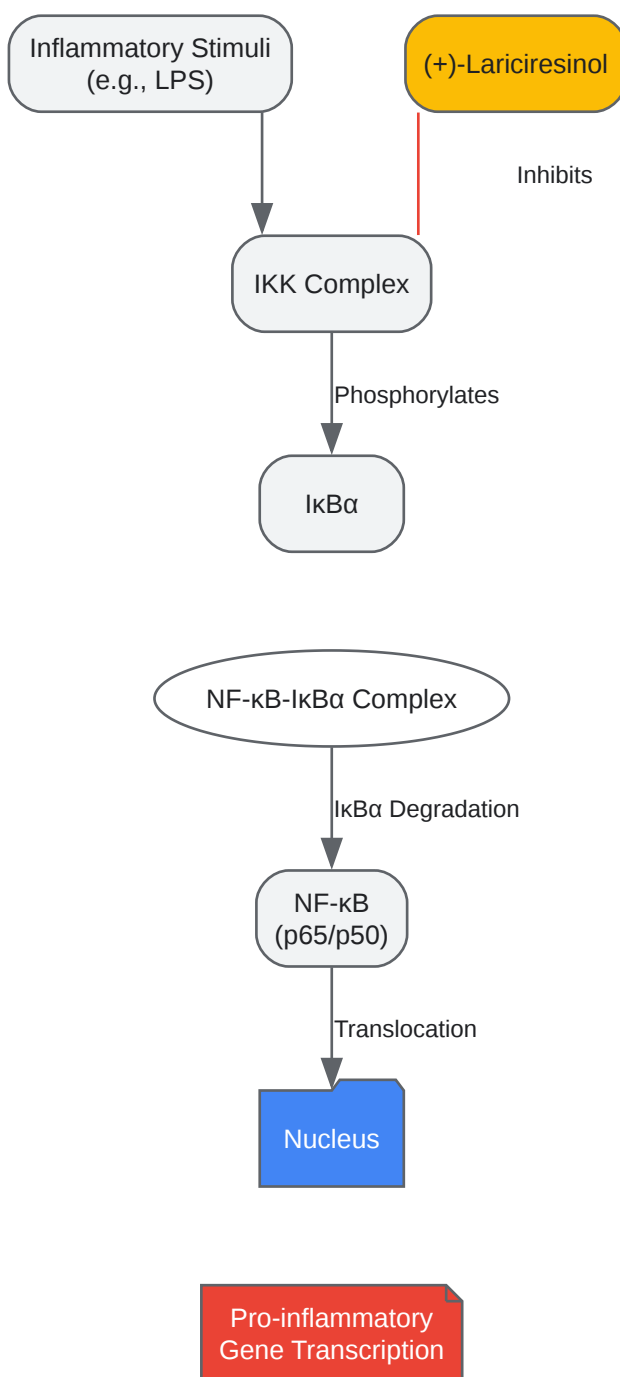 Inflammatory Stimuli
(e.g., LPS)
(+)-Lariciresinol
Inhibits
IKK Complex
Phosphorylates
IκBα
NF-κB-IκBα Complex
IκBα Degradation
NF-κB
(p65/p50)
Translocation
Nucleus
Pro-inflammatory
Gene Transcription